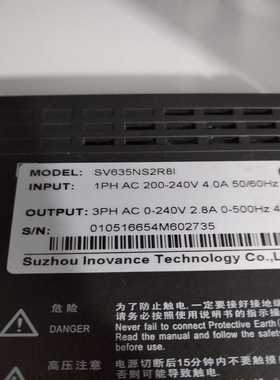 MODEL: SV635NS2R8I
INPUT: 1PH AC 200-240V 4.0A 50/60Hz
OUTPUT: 3PH AC 0-240V 2.8A 0-500Hz 4
S/N: 010516654M602735
Suzhou Inovance Technology Co.,L
危险
DANGER
为了防止触电,一定要接好接地
务必按照使用说明书的指示
Never fail to connect Protective Earth(
Read the manual and follow the safety
before use.
高压注意
电源切断后15分钟内不要触摸
可能导致触电